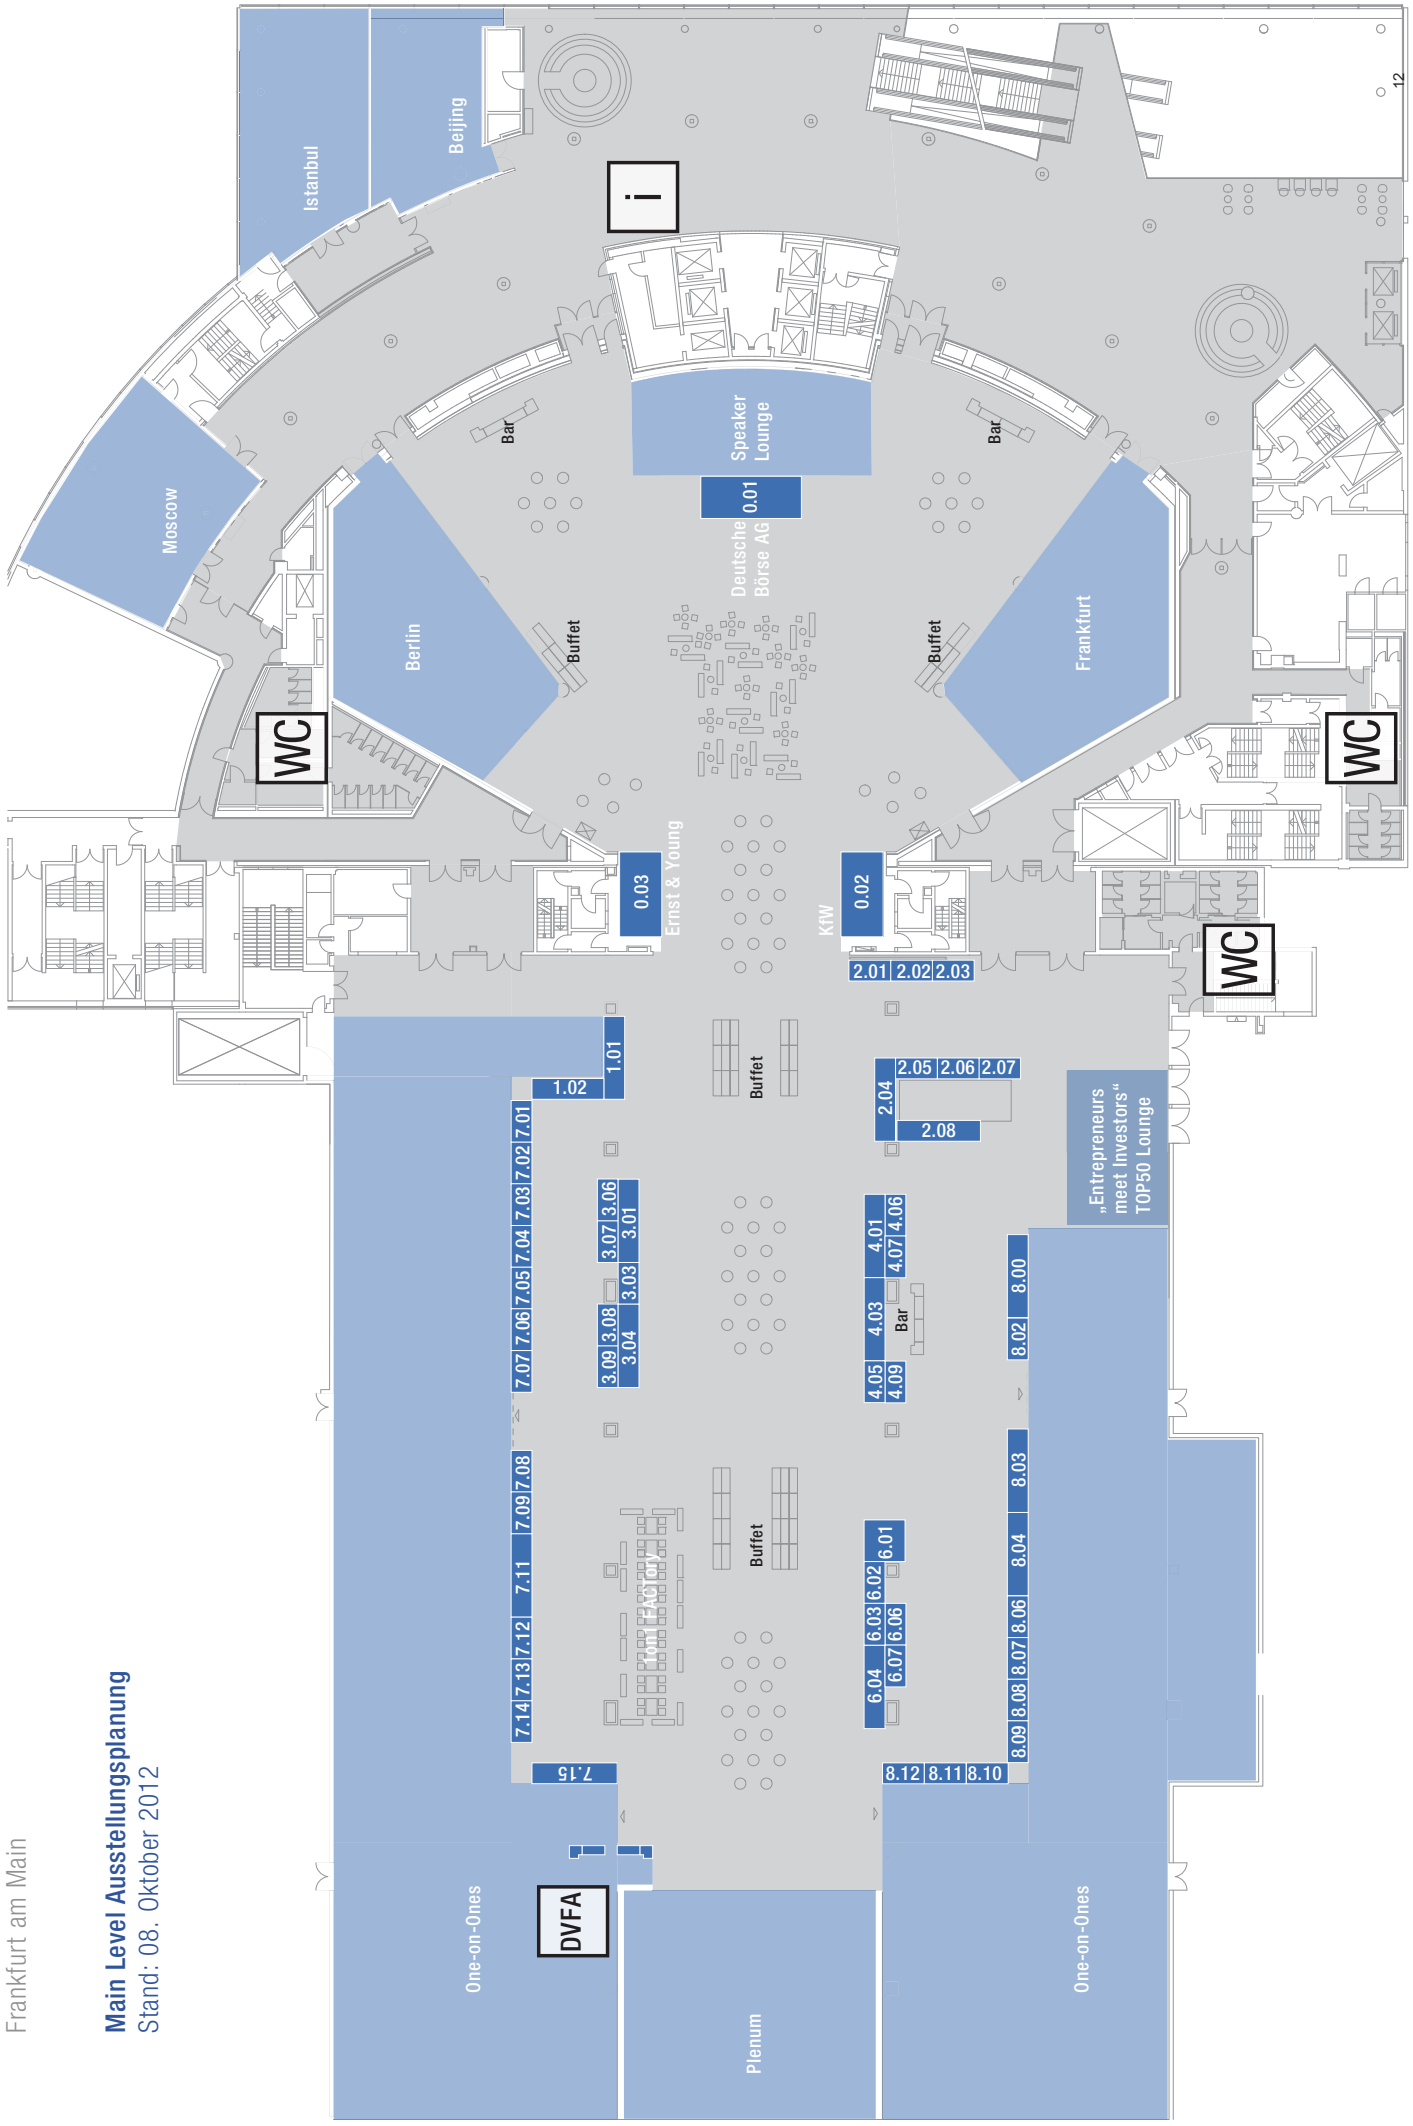 Frankfurt am Main
Main Level Ausstellungsplanung
Stand: 08. Oktober 2012
12
Istanbul
Beijing
i
Moscow
Bar
Speaker
Lounge
Bar
0.01
Deutsche
Börse AG
Berlin
Buffet
Buffet
Frankfurt
WC
WC
0.03
Ernst & Young
KfW
0.02
WC
2.01
2.02
2.03
1.01
1.02
Buffet
2.04
2.05
2.06
2.07
2.08
„Entrepreneurs
meet Investors“
TOP50 Lounge
7.01
7.02
7.03
7.04
7.05
7.06
7.07
3.06
3.07
3.01
3.03
3.08
3.09
3.04
4.01
4.06
4.07
4.03
4.05
4.09
Bar
8.00
8.02
7.08
7.09
7.11
7.12
7.13
7.14
7.15
1on1 FACTory
Buffet
6.01
6.02
6.03
6.06
6.04
6.07
8.03
8.04
8.06
8.07
8.08
8.09
8.12
8.11
8.10
DVFA
One-on-Ones
Plenum
One-on-Ones